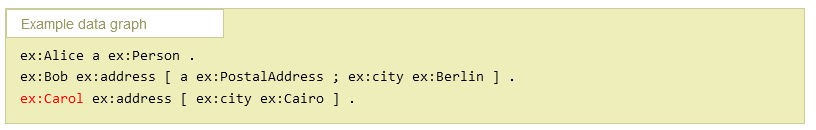 Example data graph
ex:Alice a ex:Person .
ex:Bob ex:address [ a ex:PostalAddress ; ex:city ex:Berlin ] .
ex:Carol ex:address [ ex:city ex:Cairo ] .